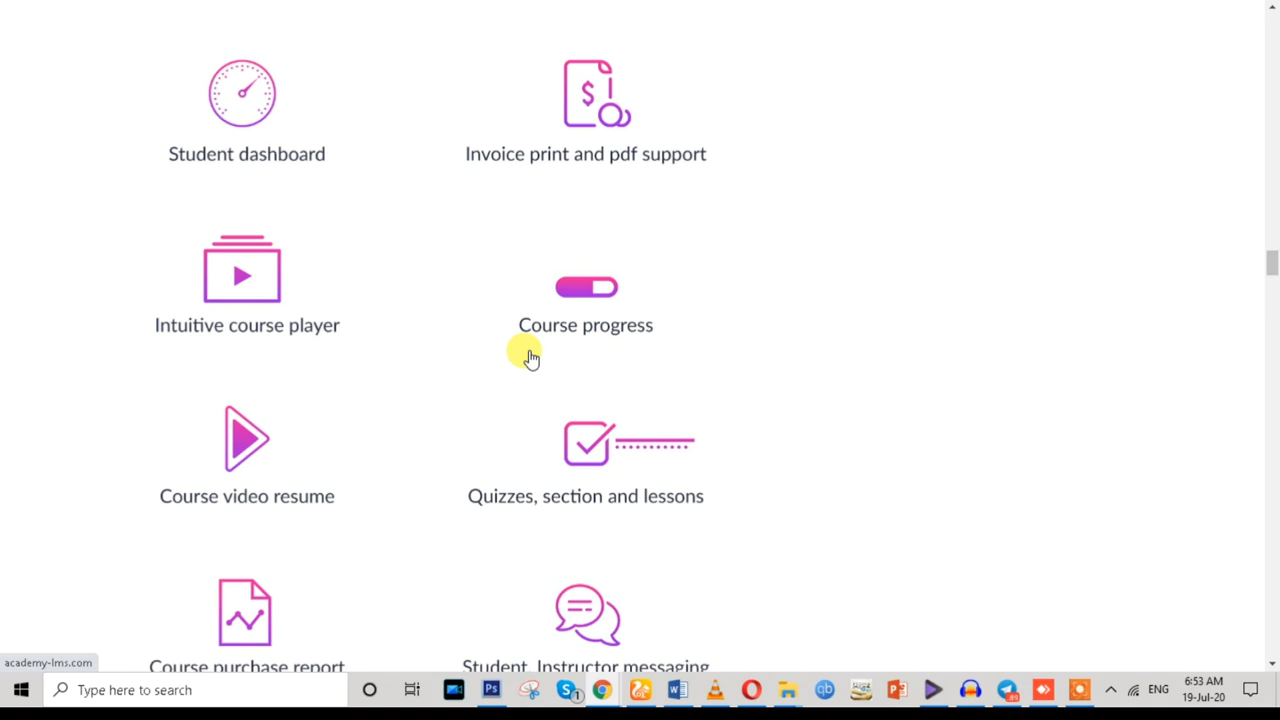 Student dashboard
Invoice print and pdf support
Intuitive course player
Course progress
Course video resume
Quizzes, section and lessons
Course purchase report
Student, Instructor messaging
academy-lms.com
Type here to search
1
89
ENG
6:53 AM
19-Jul-20